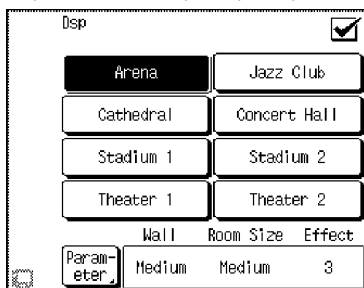 Dsp
Arena Jazz Club
Cathedral Concert Hall
Stadium 1 Stadium 2
Theater 1 Theater 2
Wall Room Size Effect
Param-
eter Medium Medium 3